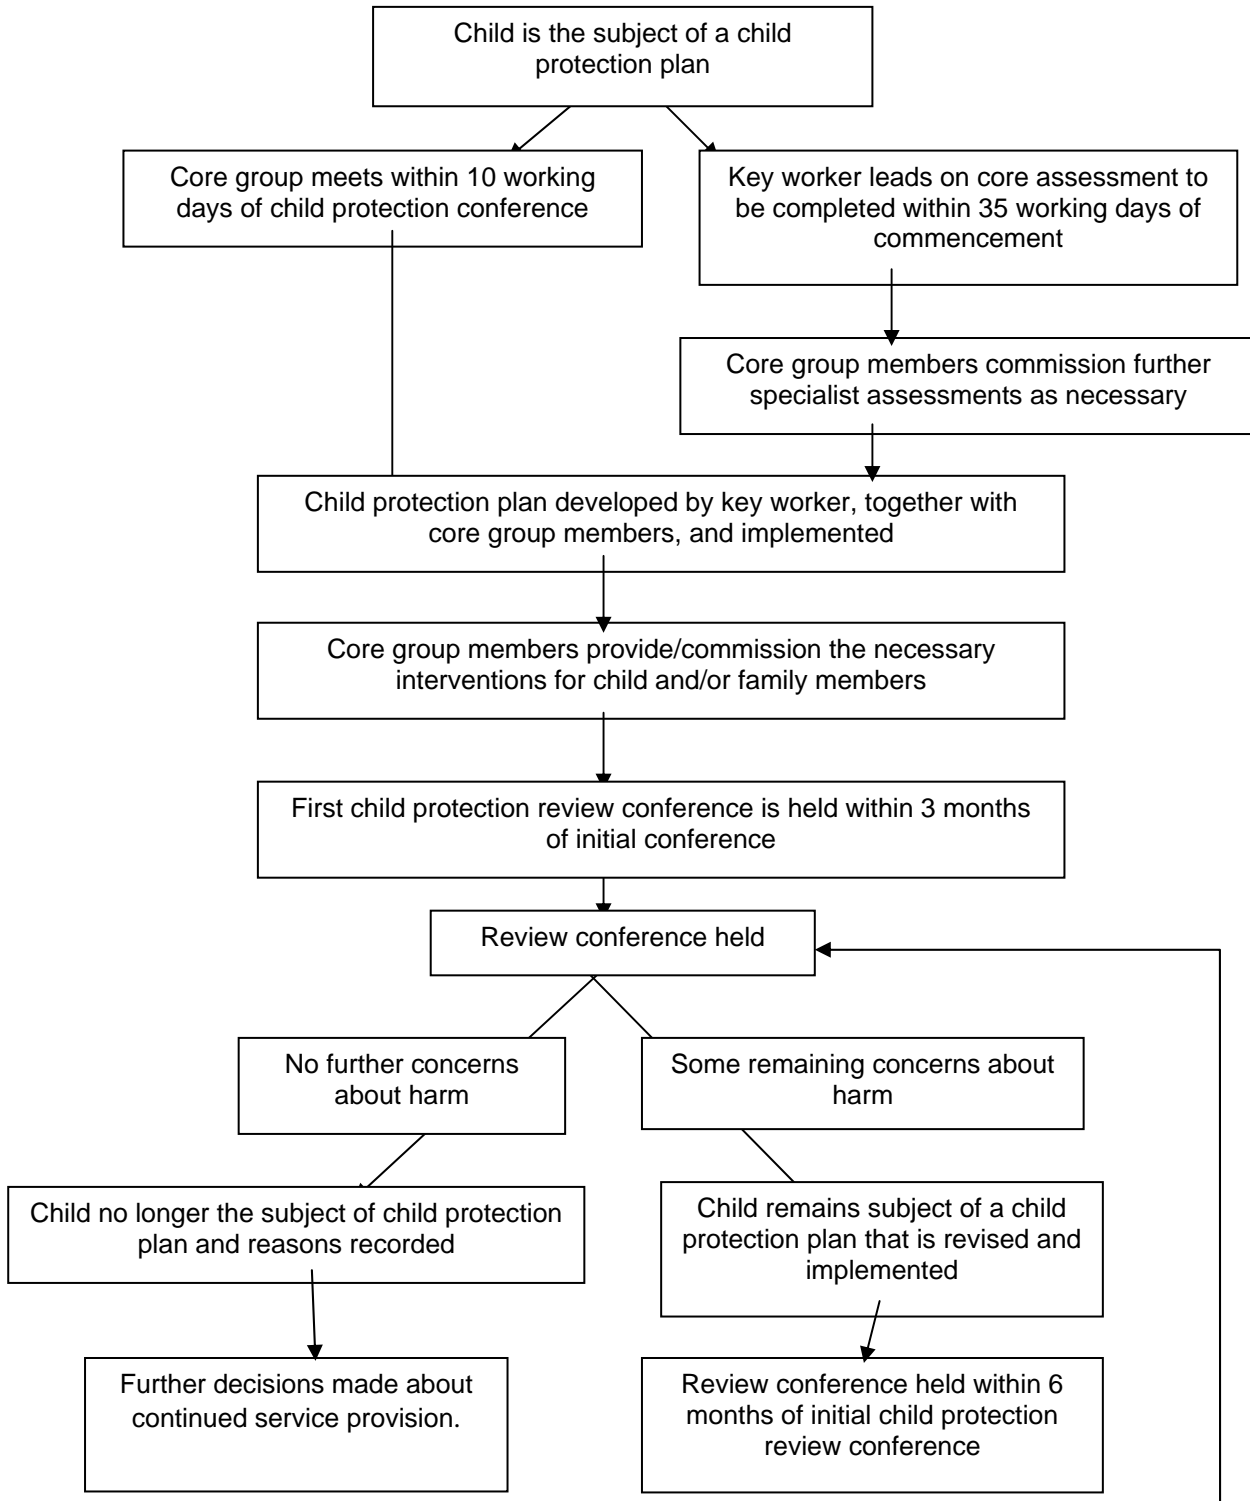 Child is the subject of a child
protection plan
Core group meets within 10 working
days of child protection conference
Key worker leads on core assessment to
be completed within 35 working days of
commencement
Core group members commission further
specialist assessments as necessary
Child protection plan developed by key worker, together with
core group members, and implemented
Core group members provide/commission the necessary
interventions for child and/or family members
First child protection review conference is held within 3 months
of initial conference
Review conference held
No further concerns
about harm
Some remaining concerns about
harm
Child no longer the subject of child protection
plan and reasons recorded
Child remains subject of a child
protection plan that is revised and
implemented
Further decisions made about
continued service provision.
Review conference held within 6
months of initial child protection
review conference